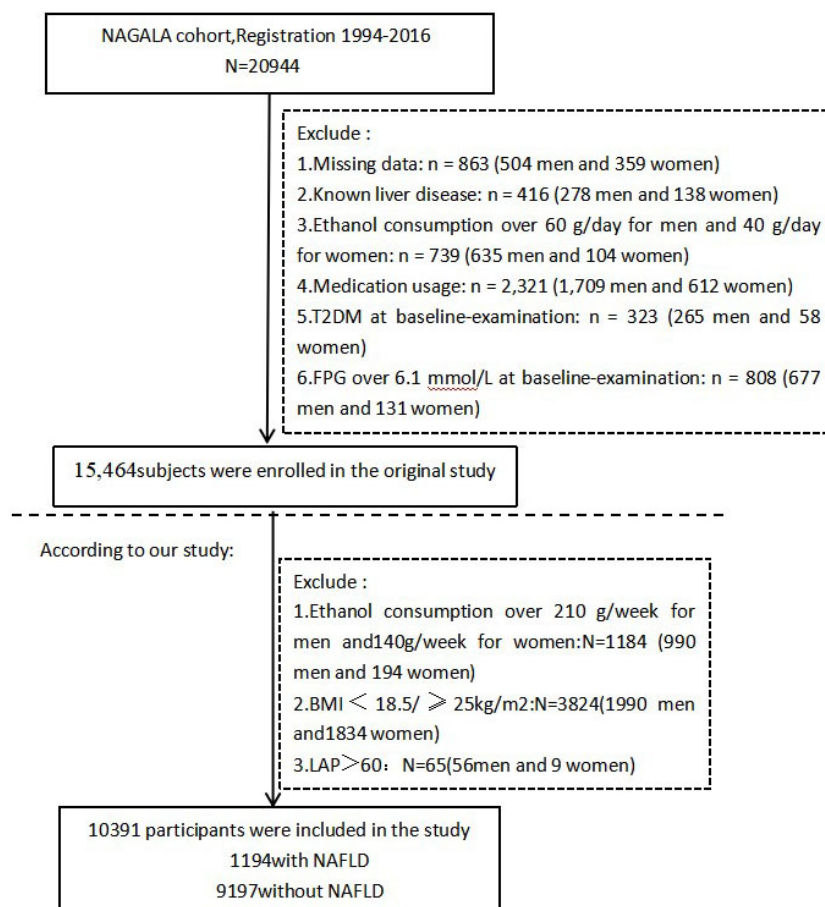 NAGALA cohort,Registration 1994-2016
N=20944
Exclude :
1.Missing data: n = 863 (504 men and 359 women)
2.Known liver disease: n = 416 (278 men and 138 women)
3.Ethanol consumption over 60 g/day for men and 40 g/day
for women: n = 739 (635 men and 104 women)
4.Medication usage: n = 2,321 (1,709 men and 612 women)
5.T2DM at baseline-examination: n = 323 (265 men and 58
women)
6.FPG over 6.1 mmol/L at baseline-examination: n = 808 (677
men and 131 women)
15,464subjects were enrolled in the original study
According to our study:
Exclude :
1.Ethanol consumption over 210 g/week for
men and140g/week for women:N=1184 (990
men and 194 women)
2.BMI＜18.5/≥25kg/m2:N=3824(1990 men
and1834 women)
3.LAP＞60：N=65(56men and 9 women)
10391 participants were included in the study
1194with NAFLD
9197without NAFLD